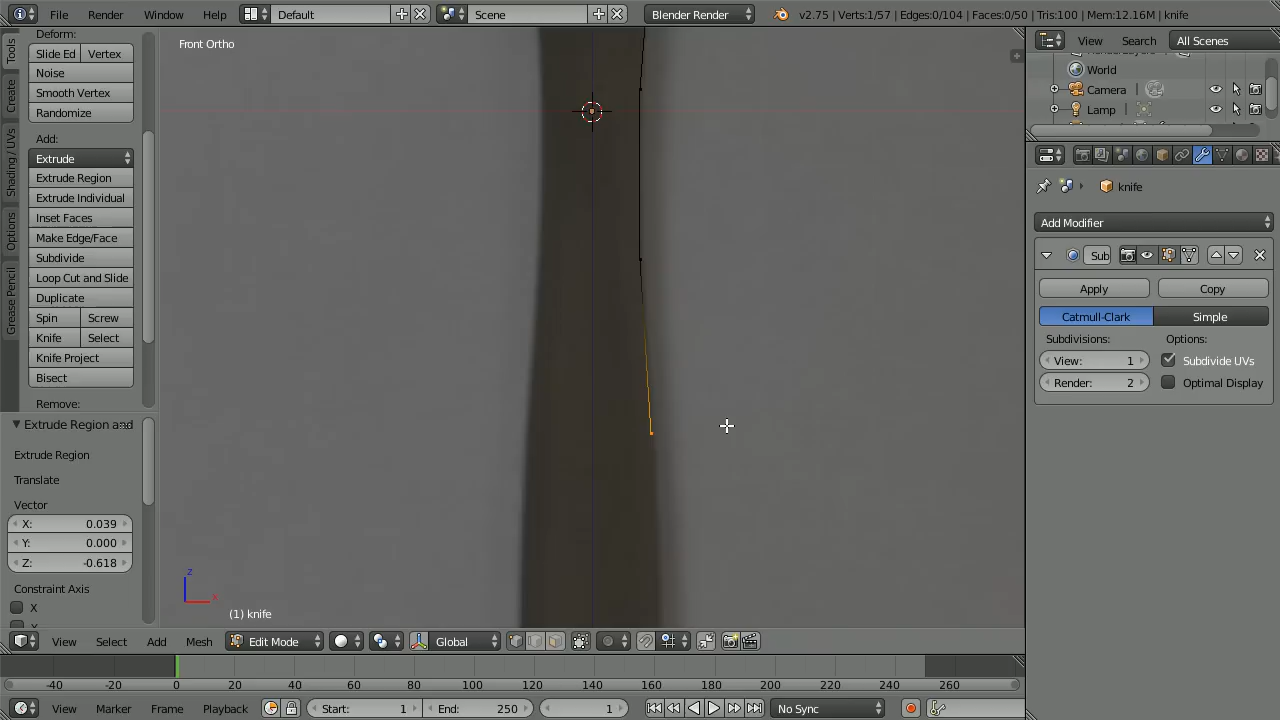 File Render Window Help Default Scene Blender Render v2.75 | Verts:1/57 | Edges:0/104 | Faces:0/50 | Tris:100 | Mem:12.16M | knife
Deform:
Slide Ed Vertex
Noise
Smooth Vertex
Randomize
Add:
Extrude
Extrude Region
Extrude Individual
Inset Faces
Make Edge/Face
Subdivide
Loop Cut and Slide
Duplicate
Spin Screw
Knife Select
Knife Project
Bisect
Remove:
Tools
Create
Shading / UVs
Options
Grease Pencil
Extrude Region and
Extrude Region
Translate
Vector
X: 0.039
Y: 0.000
Z: -0.618
Constraint Axis
X
Front Ortho
z
x
(1) knife
View Select Add Mesh Edit Mode Global
-40 -20 0 20 40 60 80 100 120 140 160 180 200 220 240 260
View Marker Frame Playback Start: 1 End: 250 1 No Sync
View Search All Scenes
World
Camera
Lamp
knife
Add Modifier
Sub
Apply Copy
Catmull-Clark Simple
Subdivisions: Options:
View: 1 Subdivide UVs
Render: 2 Optimal Display